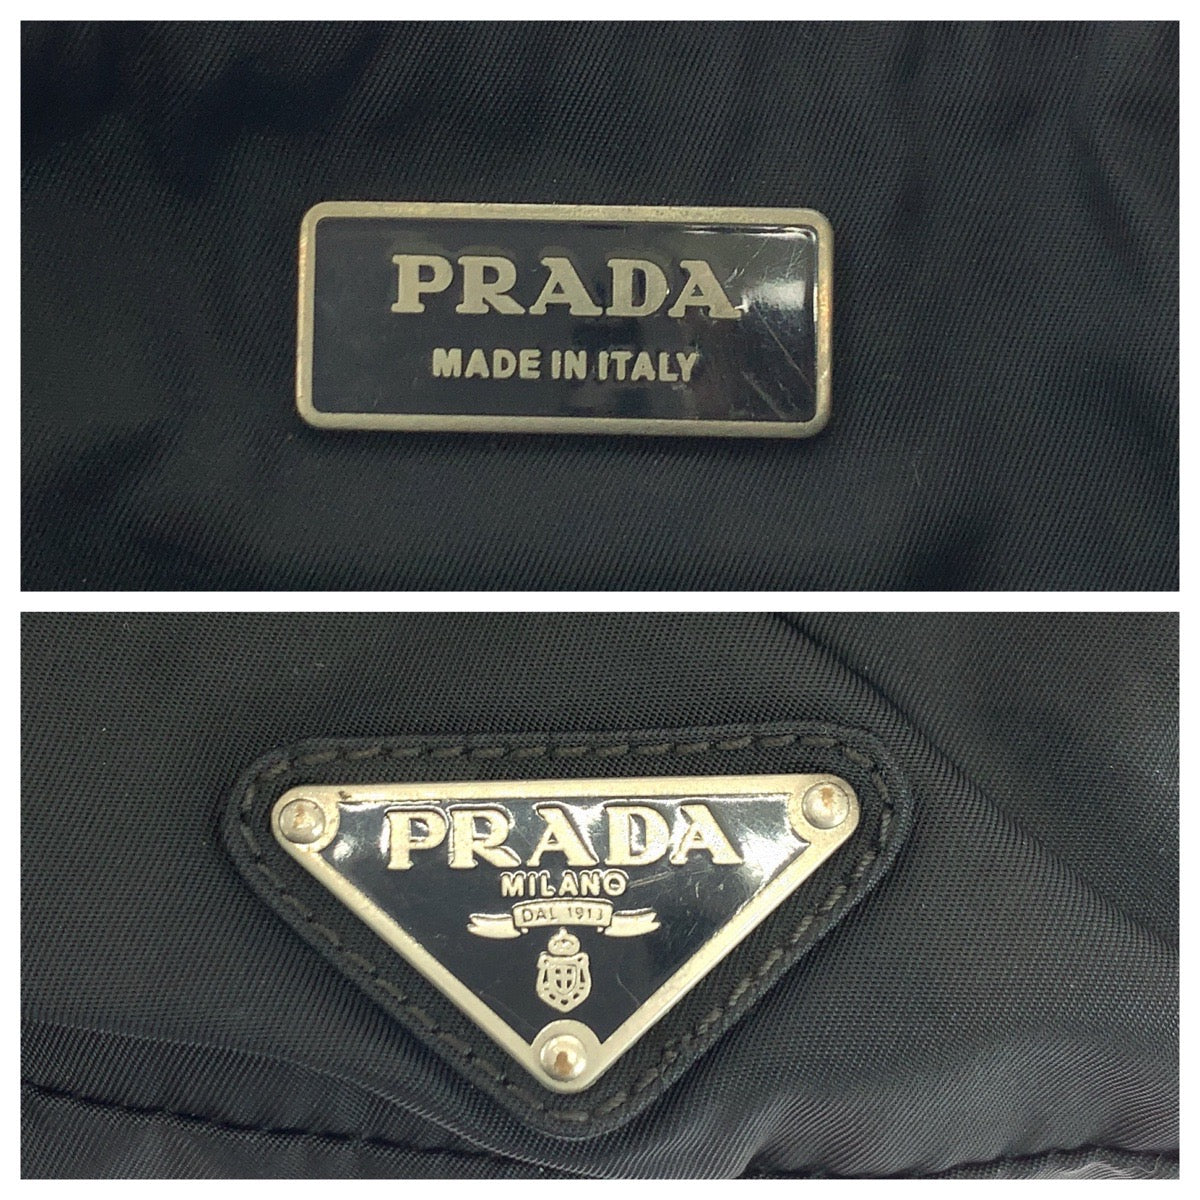 PRADA
MADE IN ITALY
PRADA
MILANO
DAL 1913